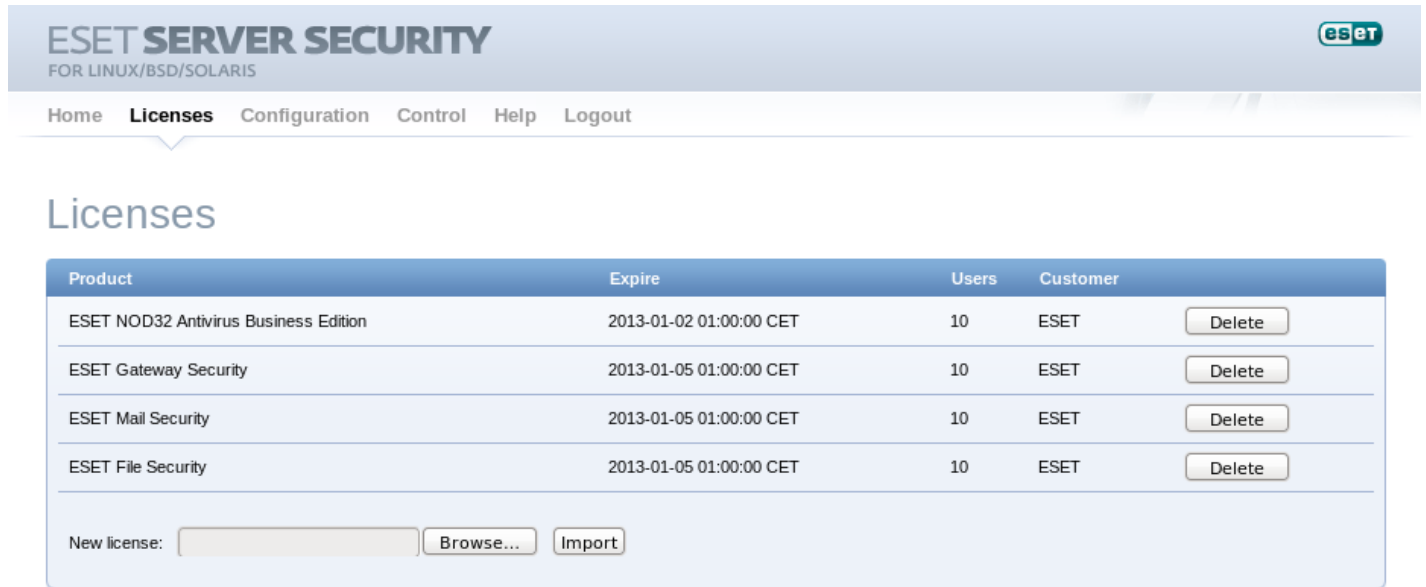 ESET SERVER SECURITY
FOR LINUX/BSD/SOLARIS
eset
Home Licenses Configuration Control Help Logout
Licenses
Product Expire Users Customer
ESET NOD32 Antivirus Business Edition 2013-01-02 01:00:00 CET 10 ESET Delete
ESET Gateway Security 2013-01-05 01:00:00 CET 10 ESET Delete
ESET Mail Security 2013-01-05 01:00:00 CET 10 ESET Delete
ESET File Security 2013-01-05 01:00:00 CET 10 ESET Delete
New license: Browse... Import